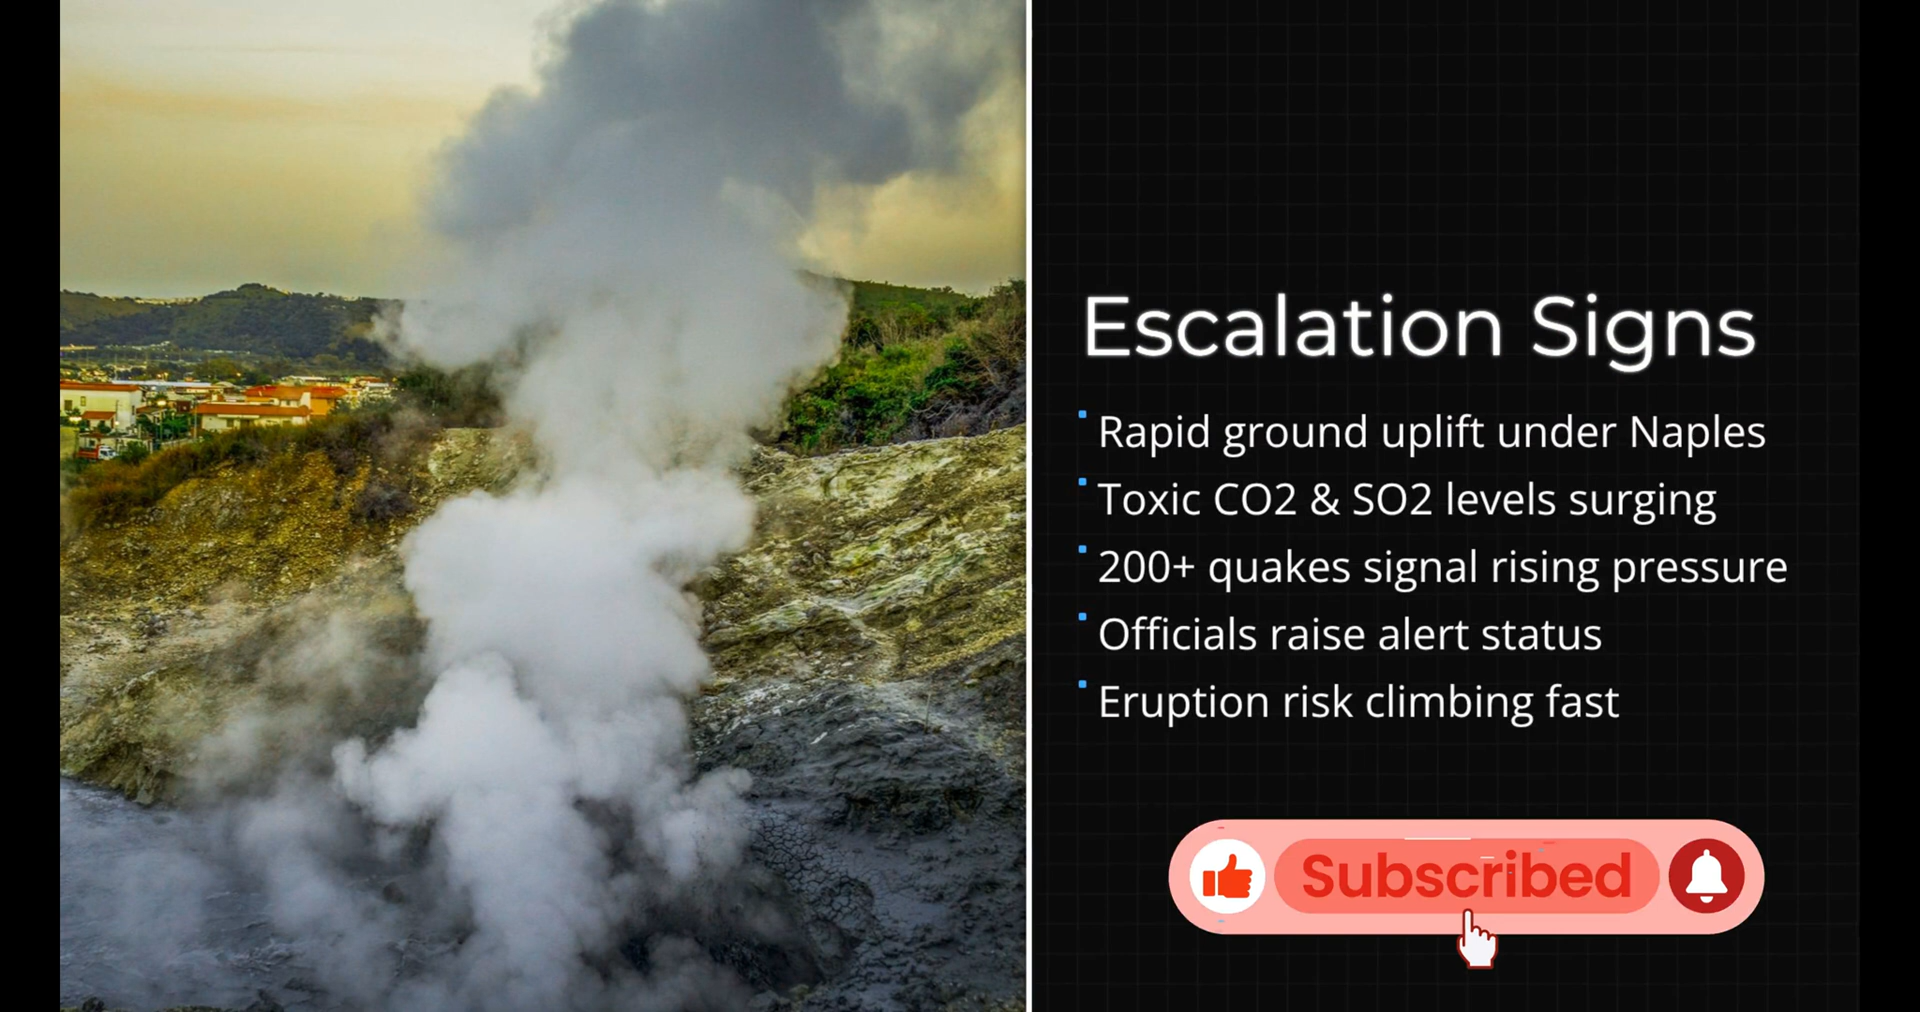 Escalation Signs
Rapid ground uplift under Naples
Toxic CO2 & SO2 levels surging
200+ quakes signal rising pressure
Officials raise alert status
Eruption risk climbing fast
Subscribed